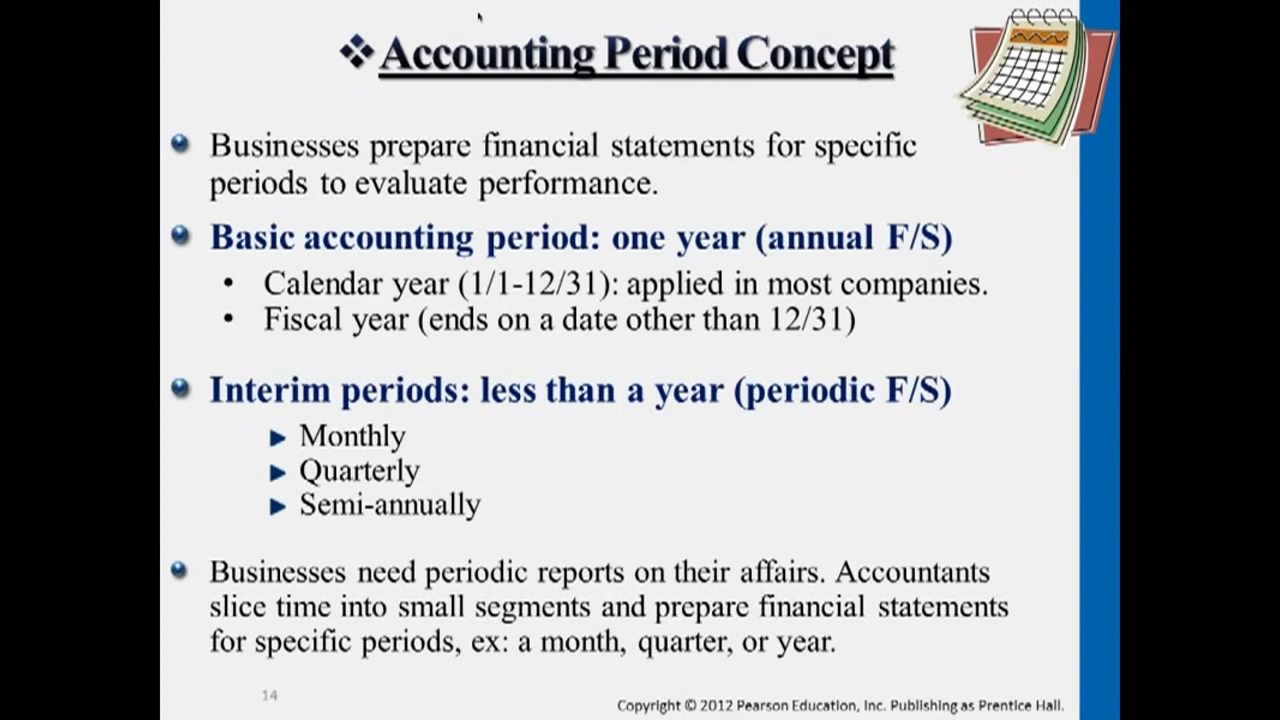 ❖Accounting Period Concept
Businesses prepare financial statements for specific
periods to evaluate performance.
Basic accounting period: one year (annual F/S)
• Calendar year (1/1-12/31): applied in most companies.
• Fiscal year (ends on a date other than 12/31)
Interim periods: less than a year (periodic F/S)
► Monthly
► Quarterly
► Semi-annually
Businesses need periodic reports on their affairs. Accountants
slice time into small segments and prepare financial statements
for specific periods, ex: a month, quarter, or year.
14
Copyright © 2012 Pearson Education, Inc. Publishing as Prentice Hall.